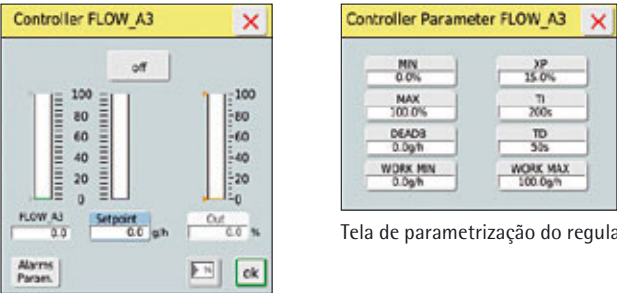 Controller FLOW_A3
off
100 100
80 80
60 60
40 40
20 20
0 0
FLOW_A3 Setpoint Out
0.0 0.0 g/h 0.0 %
Alarms
Param.
ok
Controller Parameter FLOW_A3
MIN XP
0.0% 15.0%
MAX TI
100.0% 200s
DEADB TD
0.0g/h 50s
WORK MIN WORK MAX
0.0g/h 100.0g/h
Tela de parametrização do regula